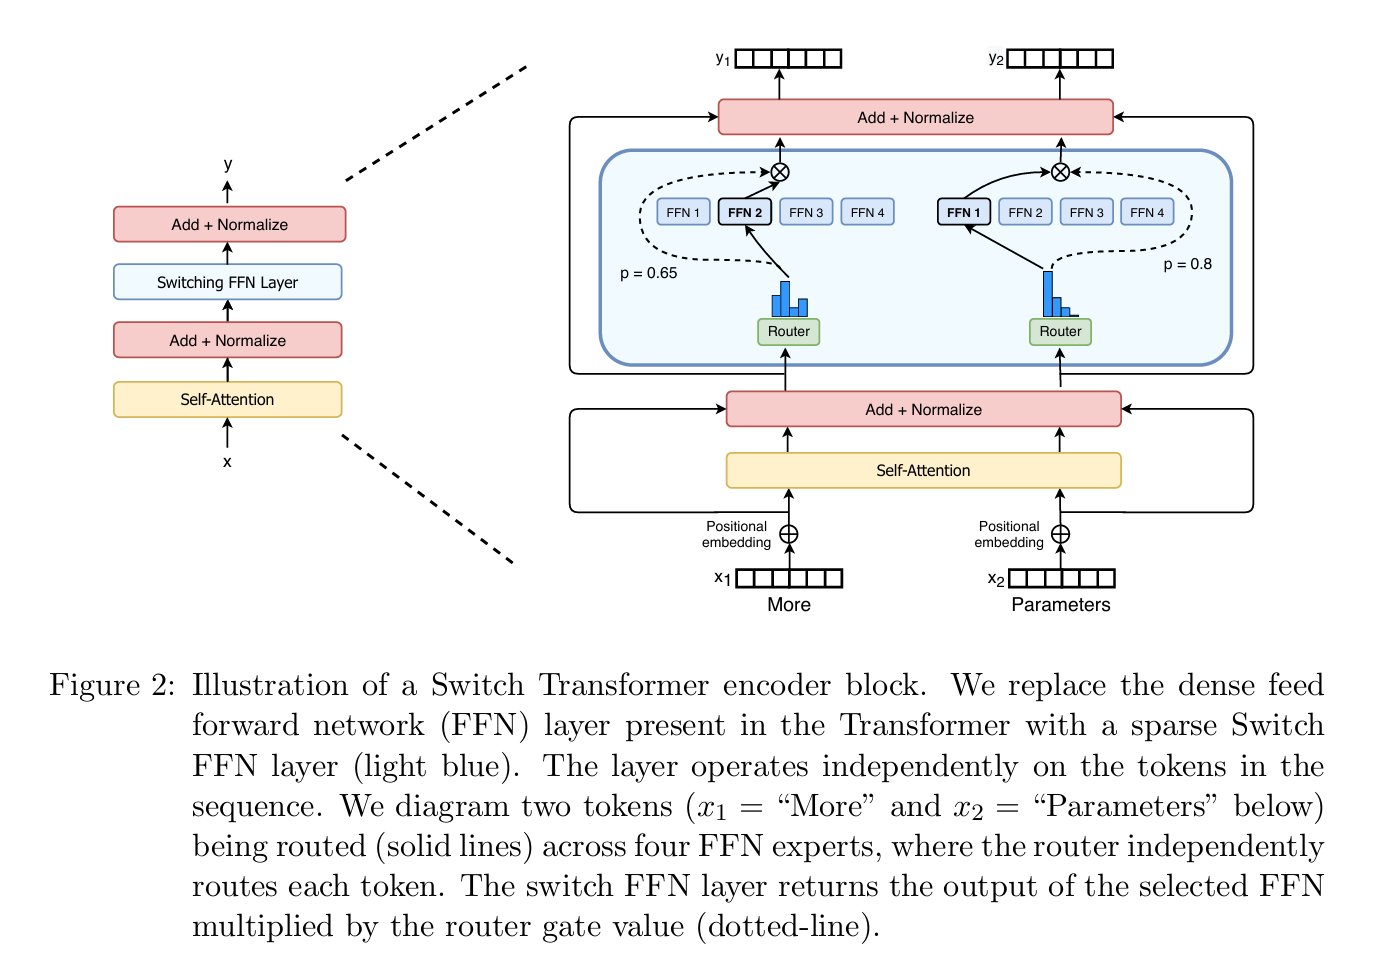 y
Add + Normalize
Switching FFN Layer
Add + Normalize
Self-Attention
x
y1
y2
Add + Normalize
FFN 1 FFN 2 FFN 3 FFN 4
FFN 1 FFN 2 FFN 3 FFN 4
p = 0.65
p = 0.8
Router
Router
Add + Normalize
Self-Attention
Positional
embedding
Positional
embedding
x1
x2
More
Parameters
Figure 2: Illustration of a Switch Transformer encoder block. We replace the dense feed
forward network (FFN) layer present in the Transformer with a sparse Switch
FFN layer (light blue). The layer operates independently on the tokens in the
sequence. We diagram two tokens (x1 = “More” and x2 = “Parameters” below)
being routed (solid lines) across four FFN experts, where the router independently
routes each token. The switch FFN layer returns the output of the selected FFN
multiplied by the router gate value (dotted-line).